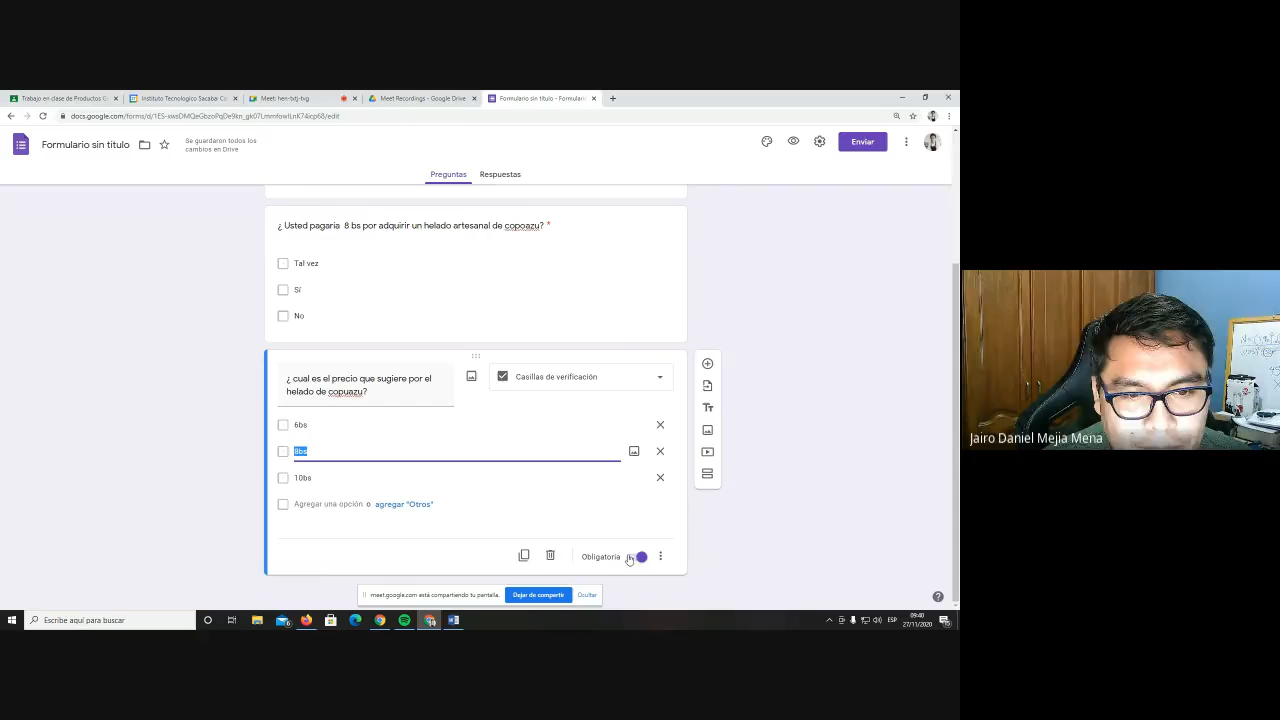 Trabajo en clase de Productos G
Instituto Tecnologico Sacaba: Ca
Meet: hen-txtj-tvg
Meet Recordings - Google Drive
Formulario sin título - Formulario
Formulario sin título
Se guardaron todos los
cambios en Drive
Enviar
Preguntas Respuestas
¿ Usted pagaria 8 bs por adquirir un helado artesanal de copoazu? *
Tal vez
Sí
No
¿ cual es el precio que sugiere por el
helado de copuazu?
Casillas de verificación
6bs
8bs
10bs
Agregar una opción o agregar "Otros"
Obligatoria
meet.google.com está compartiendo tu pantalla.
Dejar de compartir
Ocultar
Escribe aquí para buscar
ESP
09:40
27/11/2020
Jairo Daniel Mejia Mena